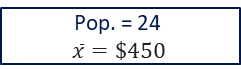 Pop. = 24
x̄ = $450